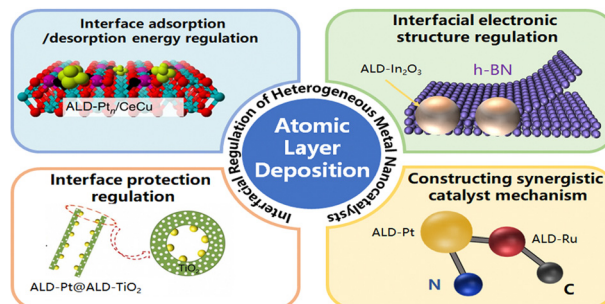 Interface adsorption
/desorption energy regulation
ALD-Ptn/CeCu
Interfacial electronic
structure regulation
ALD-In₂O₃
h-BN
Interfacial Regulation of Heterogeneous Metal Nanocatalysts
Atomic
Layer
Deposition
Interface protection
regulation
TiO₂
ALD-Pt@ALD-TiO₂
Constructing synergistic
catalyst mechanism
ALD-Pt
ALD-Ru
N
C